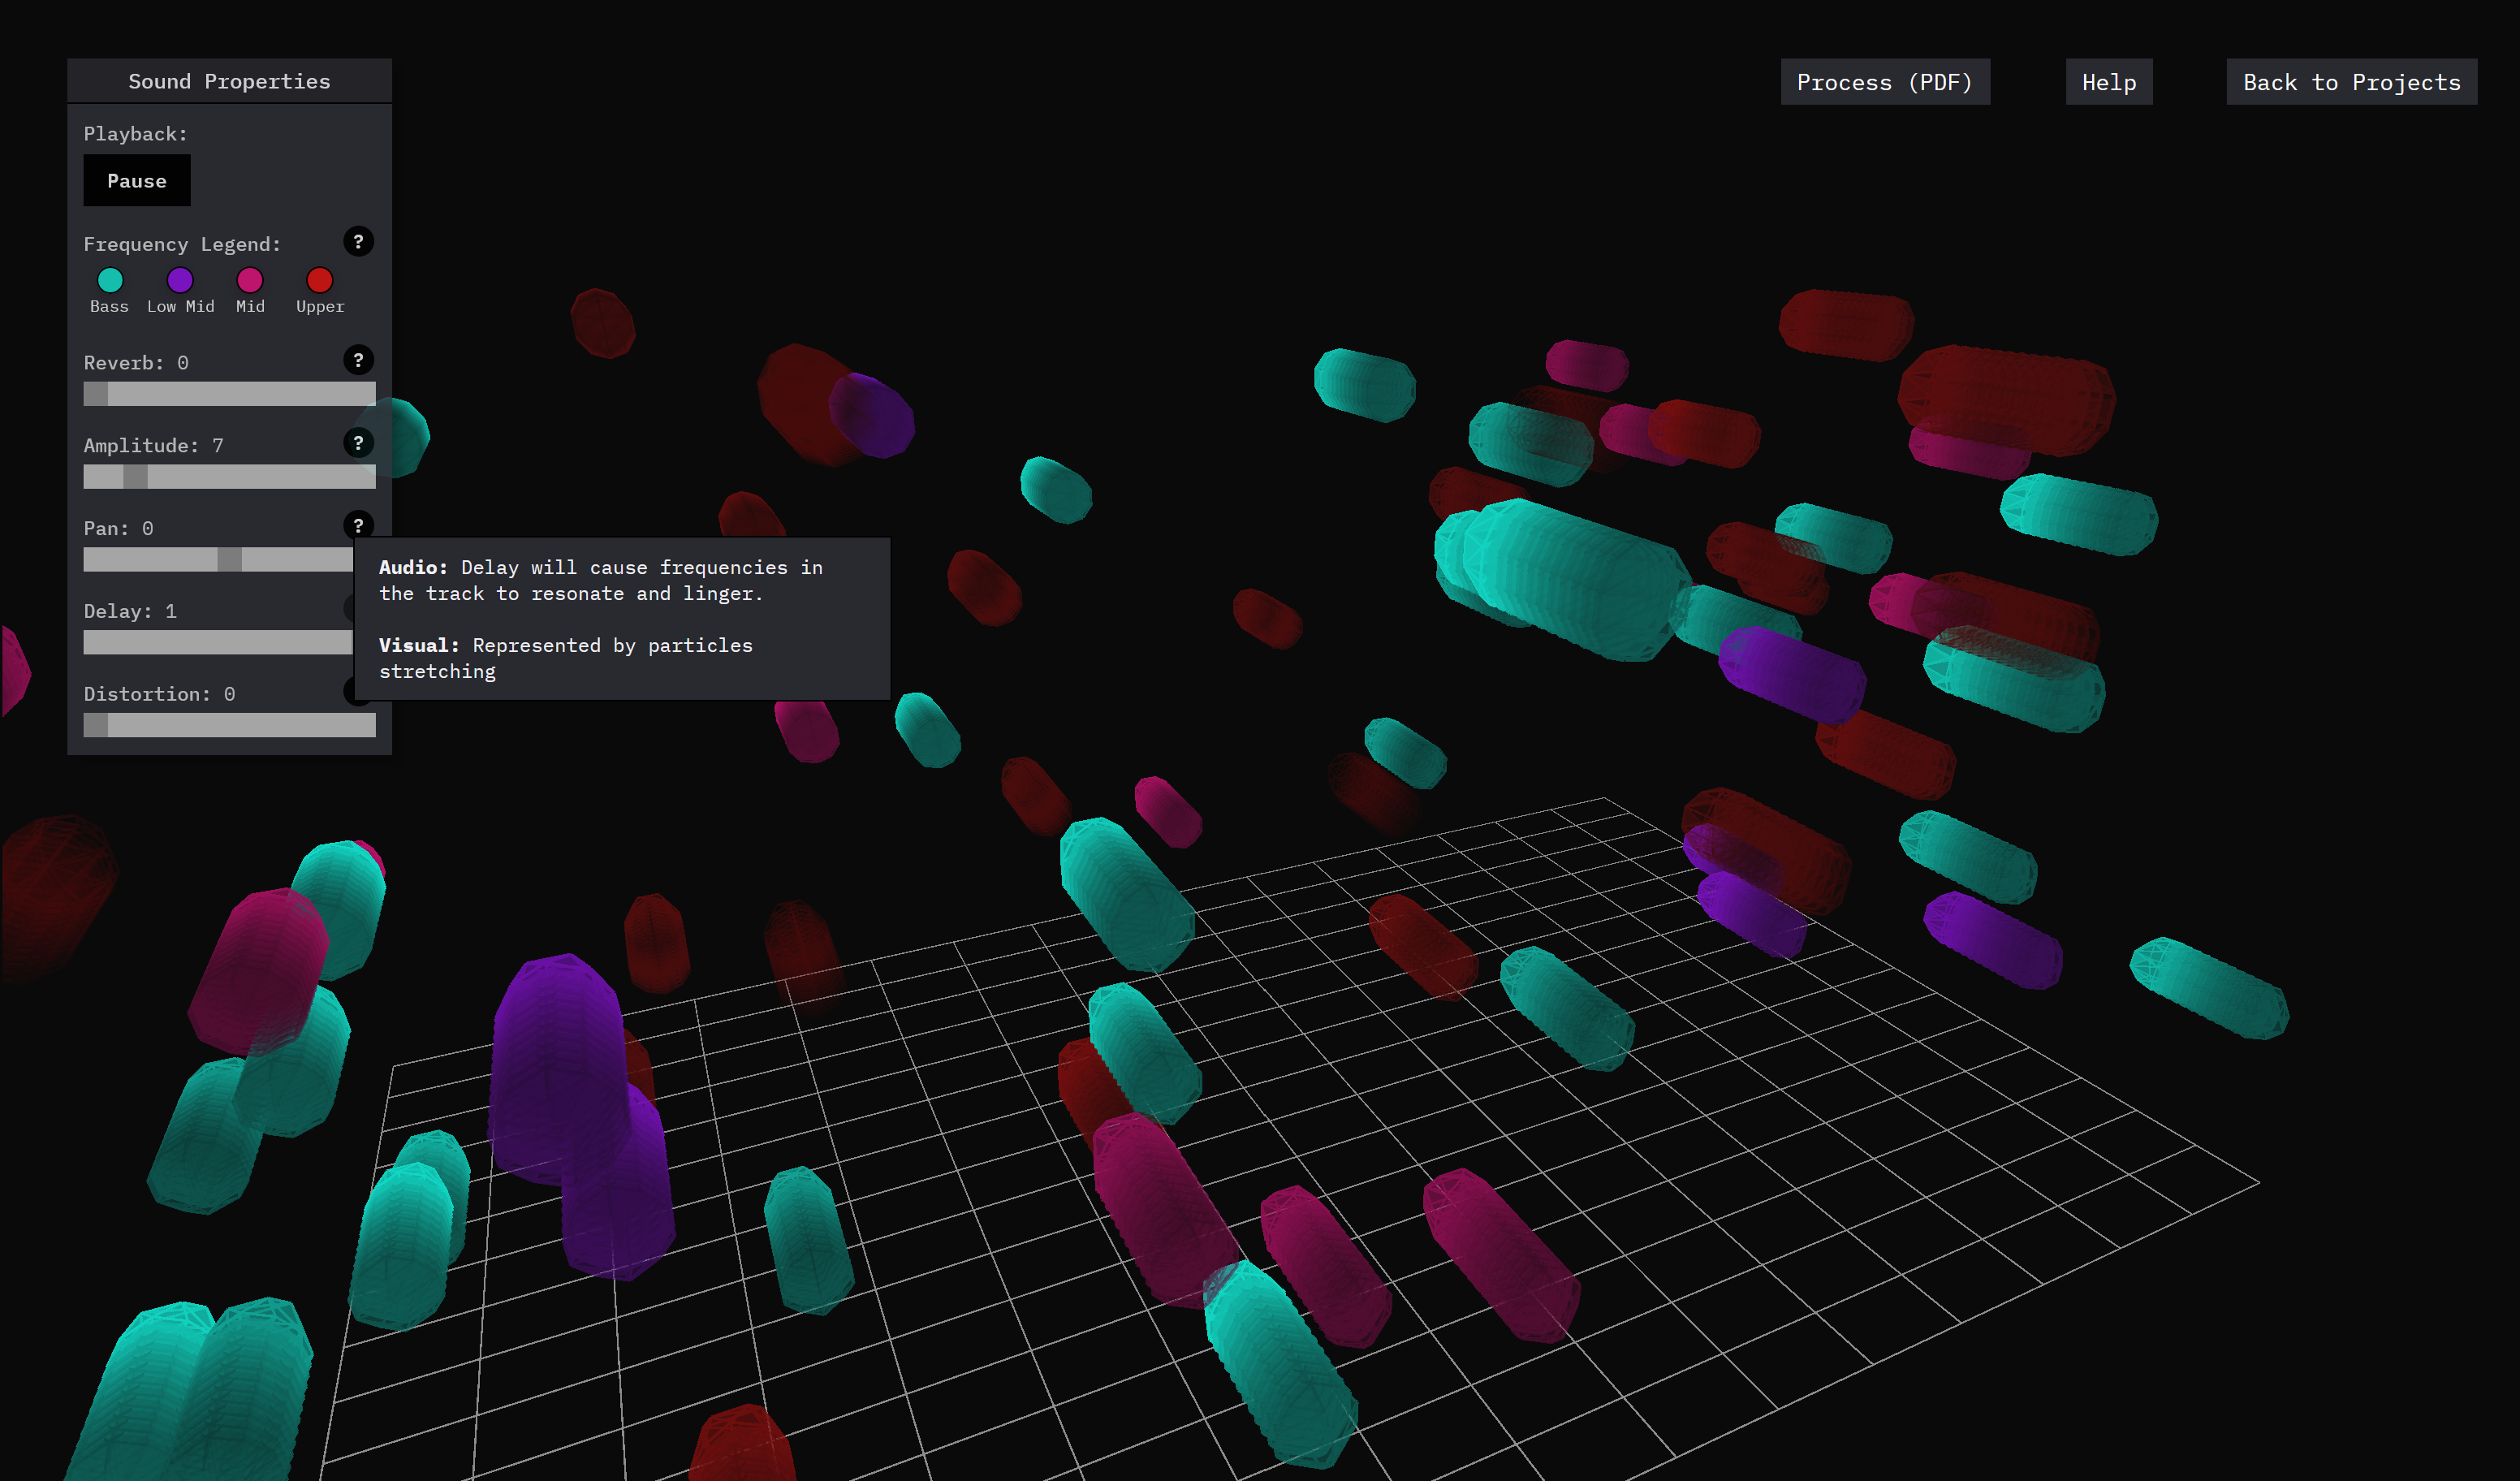 Sound Properties
Process (PDF)
Help
Back to Projects
Playback:
Pause
Frequency Legend:
?
Bass
Low Mid
Mid
Upper
Reverb: 0
?
Amplitude: 7
?
Pan: 0
?
Audio: Delay will cause frequencies in
the track to resonate and linger.
Visual: Represented by particles
stretching
Delay: 1
Distortion: 0